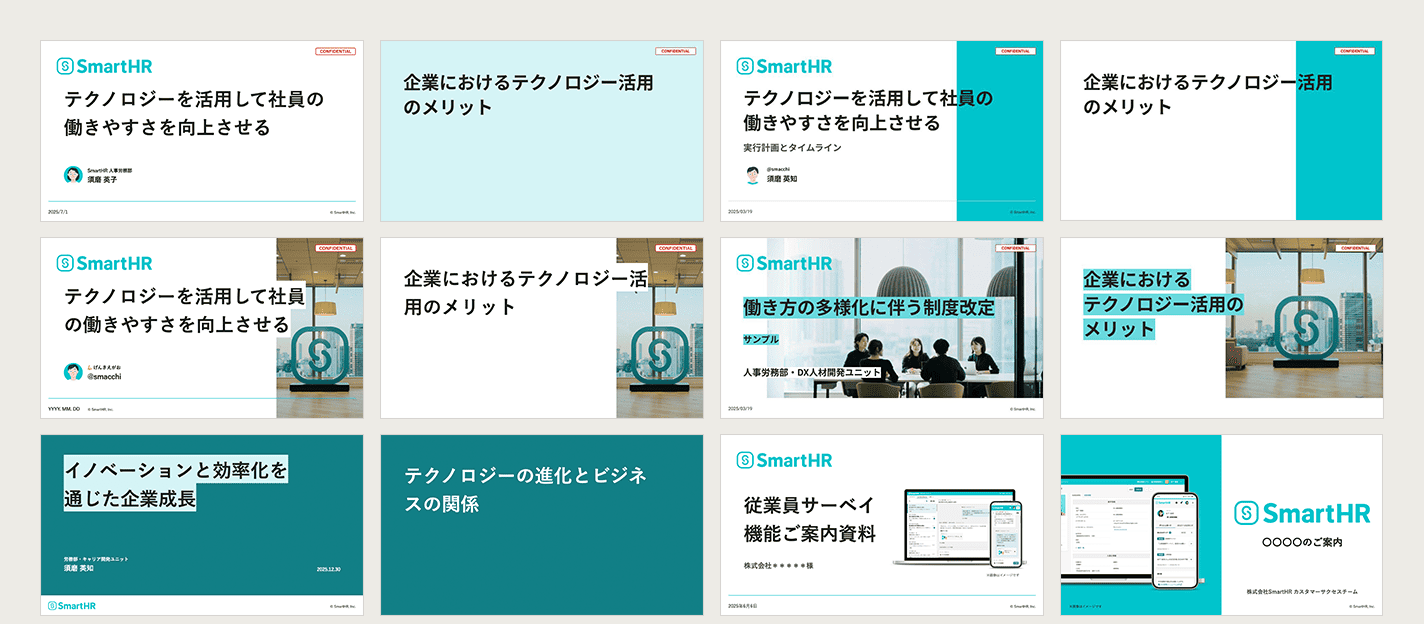 CONFIDENTIAL
SmartHR
テクノロジーを活用して社員の
働きやすさを向上させる
SmartHR 人事労務部
須磨 英子
2025/7/1
© SmartHR, Inc.
CONFIDENTIAL
企業におけるテクノロジー活用
のメリット
CONFIDENTIAL
SmartHR
テクノロジーを活用して社員の
働きやすさを向上させる
実行計画とタイムライン
@smacchi
須磨 英知
2025/03/19
© SmartHR, Inc.
CONFIDENTIAL
企業におけるテクノロジー活用
のメリット
CONFIDENTIAL
SmartHR
テクノロジーを活用して社員
の働きやすさを向上させる
げんきえがお
@smacchi
YYYY. MM. DD
© SmartHR, Inc.
CONFIDENTIAL
企業におけるテクノロジー活
用のメリット
CONFIDENTIAL
SmartHR
働き方の多様化に伴う制度改定
サンプル
人事労務部・DX人材開発ユニット
2025/03/19
© SmartHR, Inc.
CONFIDENTIAL
企業における
テクノロジー活用の
メリット
イノベーションと効率化を
通じた企業成長
労務部・キャリア開発ユニット
須磨 英知
2025.12.30
SmartHR
© SmartHR, Inc.
テクノロジーの進化とビジネ
スの関係
SmartHR
従業員サーベイ
機能ご案内資料
株式会社＊＊＊＊＊様
※画像はイメージです
2025年6月6日
© SmartHR, Inc.
※画像はイメージです
SmartHR
〇〇〇〇のご案内
株式会社SmartHR カスタマーサクセスチーム
© SmartHR, Inc.